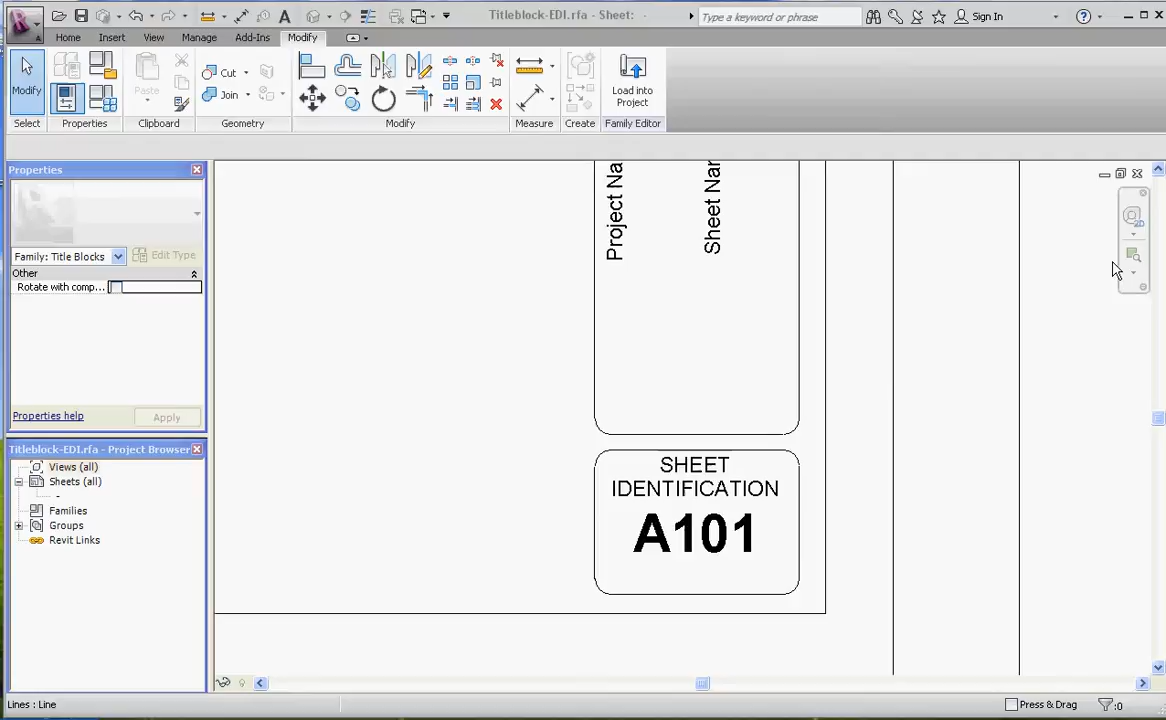 Titleblock-EDI.rfa - Sheet: -
Type a keyword or phrase
Sign In
Home Insert View Manage Add-Ins Modify
Modify
Paste
Cut
Join
Load into
Project
Select Properties Clipboard Geometry Modify Measure Create Family Editor
Properties
Family: Title Blocks
Edit Type
Other
Rotate with comp...
Properties help
Apply
Titleblock-EDI.rfa - Project Browser
Views (all)
Sheets (all)
-
Families
Groups
Revit Links
Project Na
Sheet Nar
SHEET
IDENTIFICATION
A101
2D
Lines : Line
Press & Drag
:0